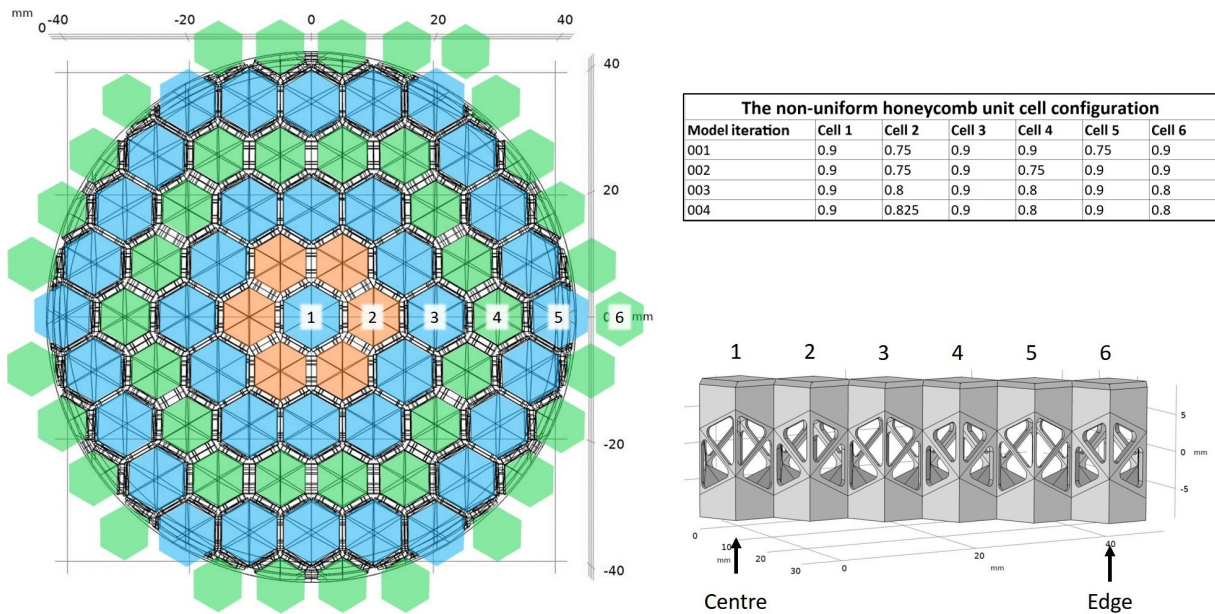 mm
0 -40 -20 0 20 40
40
20
0 mm
-20
-40
1 2 3 4 5 6
The non-uniform honeycomb unit cell configuration
Model iteration Cell 1 Cell 2 Cell 3 Cell 4 Cell 5 Cell 6
001 0.9 0.75 0.9 0.9 0.75 0.9
002 0.9 0.75 0.9 0.75 0.9 0.9
003 0.9 0.8 0.9 0.8 0.9 0.8
004 0.9 0.825 0.9 0.8 0.9 0.8
1 2 3 4 5 6
5
0 mm
-5
0 10 mm 20 30
0 20 mm 40
Centre Edge